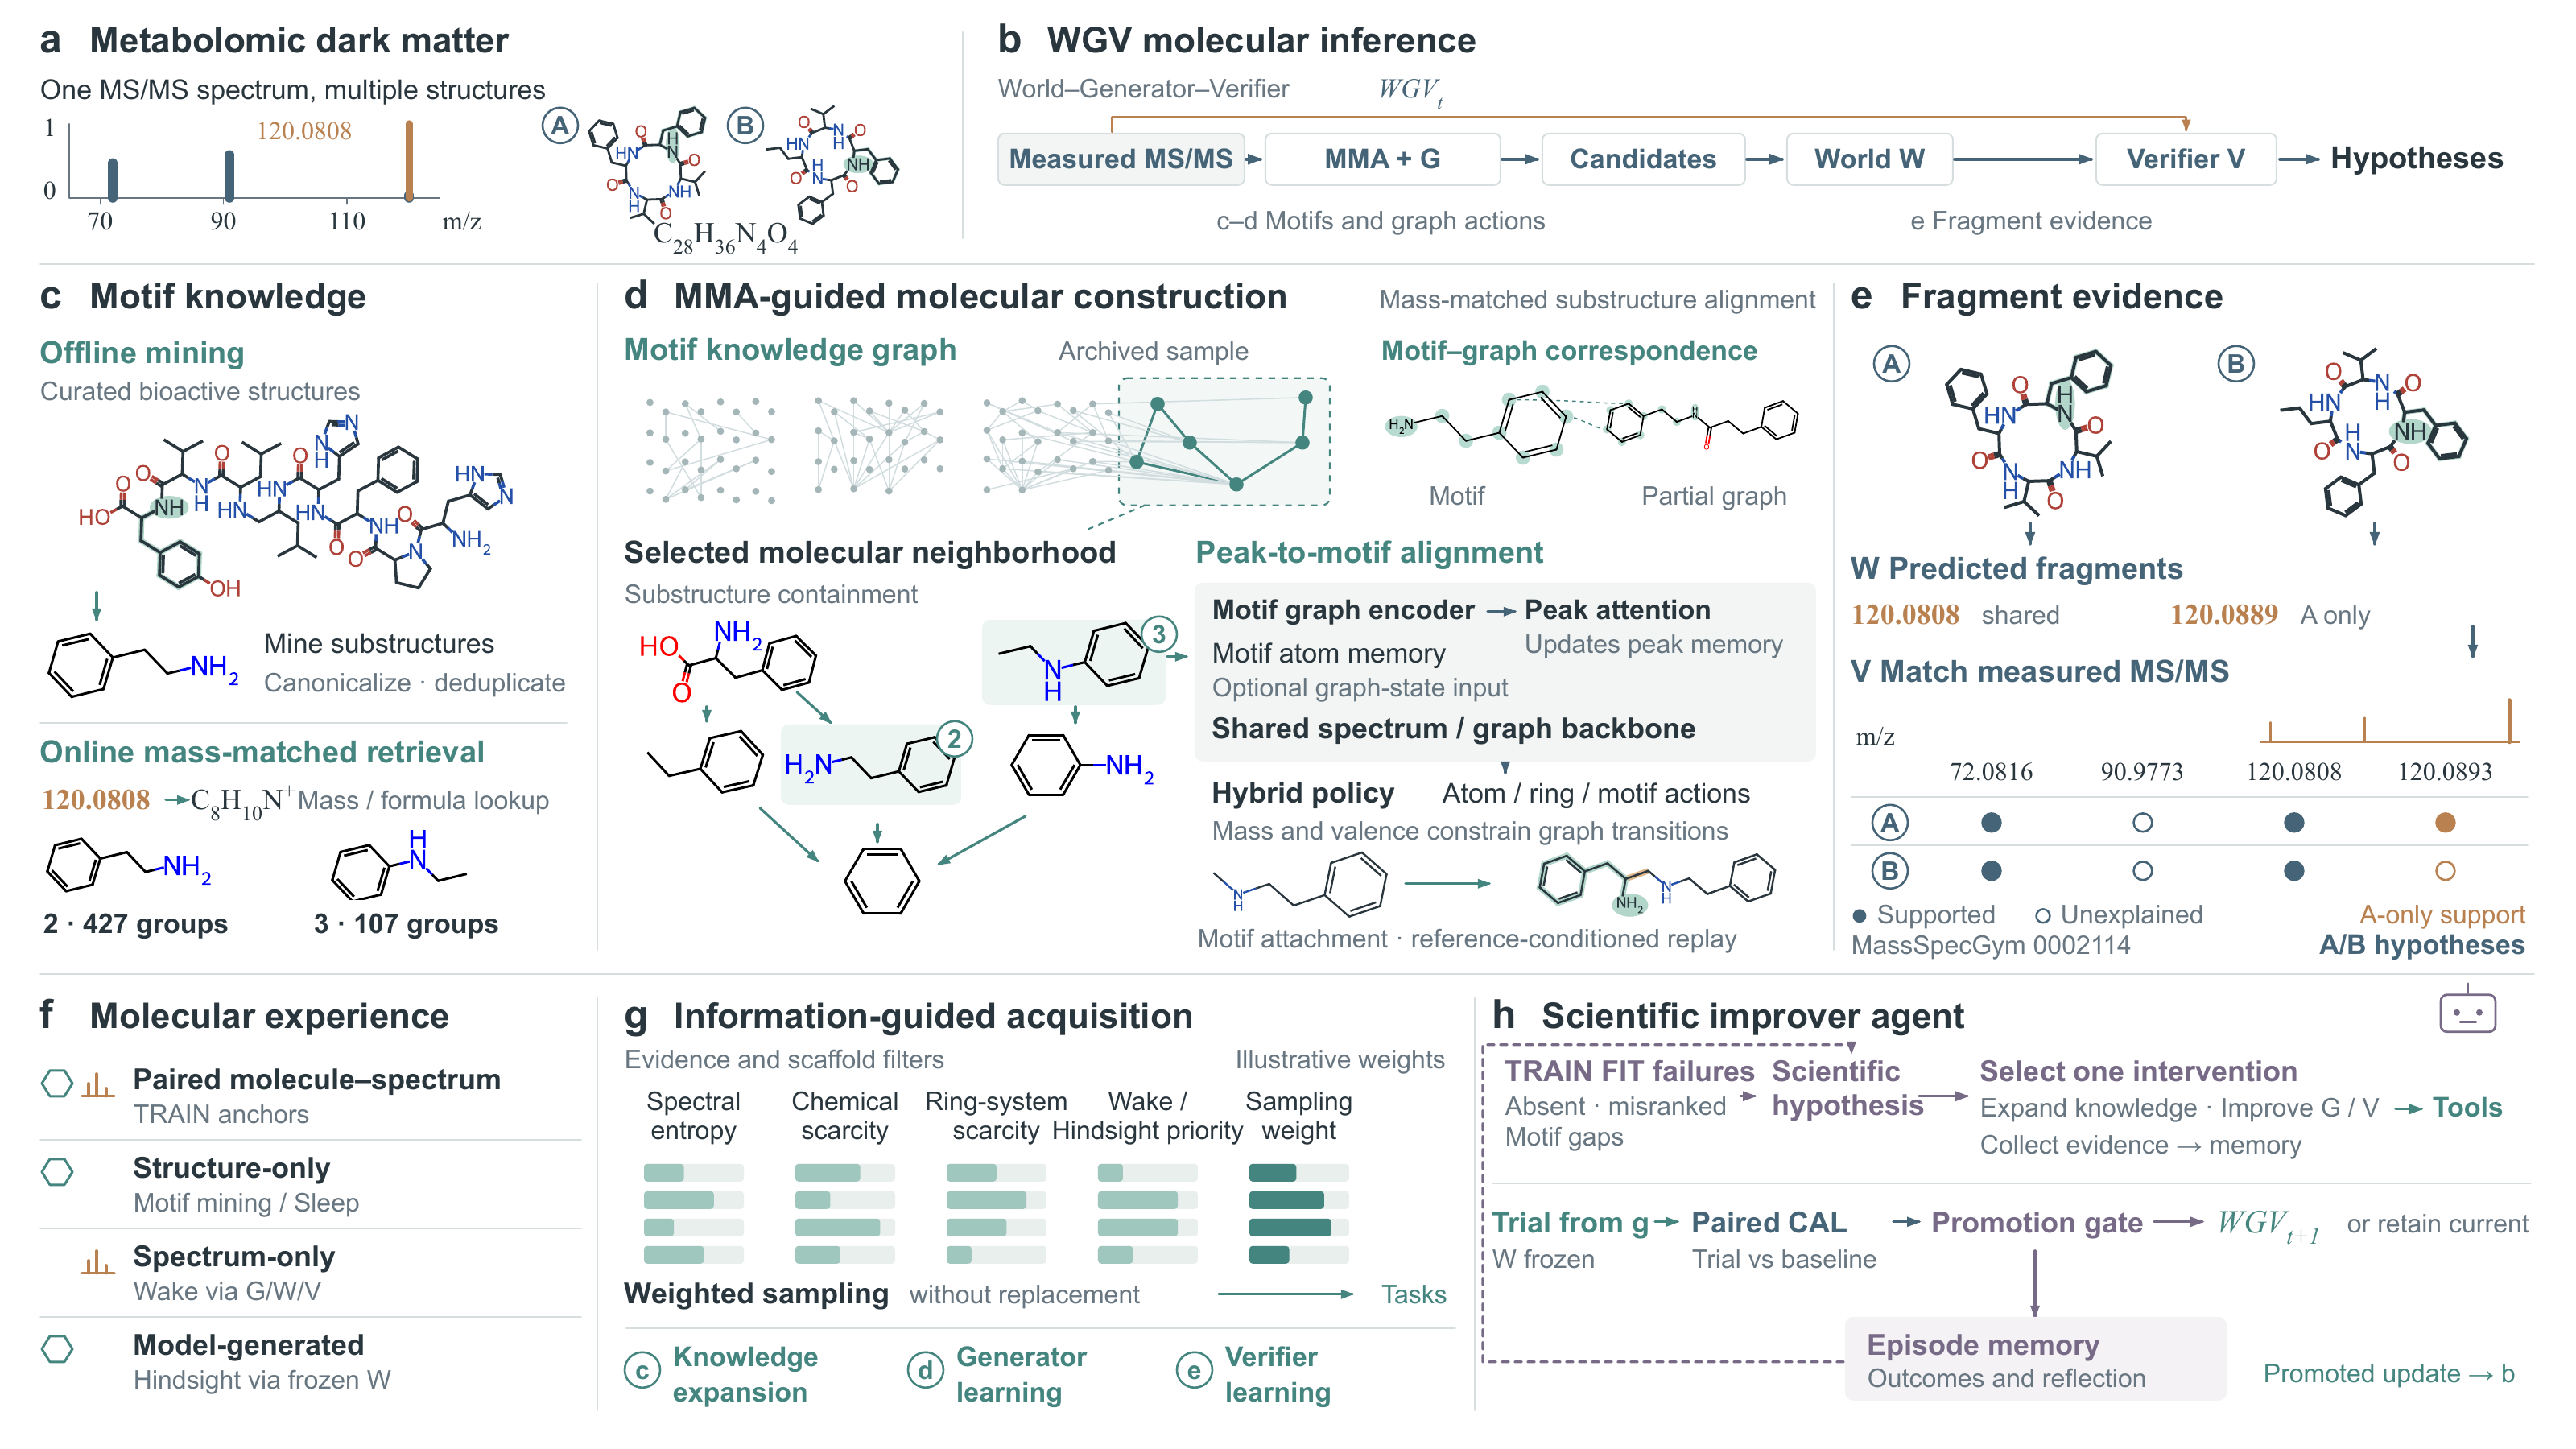 a Metabolomic dark matter
One MS/MS spectrum, multiple structures
1
120.0808
0
70 90 110 m/z
A
B
C28H36N4O4
b WGV molecular inference
World–Generator–Verifier WGVt
Measured MS/MS MMA + G Candidates World W Verifier V Hypotheses
c–d Motifs and graph actions e Fragment evidence
c Motif knowledge
Offline mining
Curated bioactive structures
Mine substructures
Canonicalize · deduplicate
Online mass-matched retrieval
120.0808 → C8H10N+ Mass / formula lookup
2 · 427 groups 3 · 107 groups
d MMA-guided molecular construction Mass-matched substructure alignment
Motif knowledge graph Archived sample Motif–graph correspondence
Motif Partial graph
Selected molecular neighborhood
Substructure containment
3
2
Peak-to-motif alignment
Motif graph encoder → Peak attention
Updates peak memory
Motif atom memory
Optional graph-state input
Shared spectrum / graph backbone
Hybrid policy Atom / ring / motif actions
Mass and valence constrain graph transitions
Motif attachment · reference-conditioned replay
e Fragment evidence
A B
W Predicted fragments
120.0808 shared 120.0889 A only
V Match measured MS/MS
m/z
72.0816 90.9773 120.0808 120.0893
A
B
Supported Unexplained A-only support
MassSpecGym 0002114 A/B hypotheses
f Molecular experience
Paired molecule–spectrum
TRAIN anchors
Structure-only
Motif mining / Sleep
Spectrum-only
Wake via G/W/V
Model-generated
Hindsight via frozen W
g Information-guided acquisition
Evidence and scaffold filters Illustrative weights
Spectral entropy
Chemical scarcity
Ring-system scarcity
Wake / Hindsight priority
Sampling weight
Weighted sampling without replacement → Tasks
c Knowledge expansion
d Generator learning
e Verifier learning
h Scientific improver agent
TRAIN FIT failures
Absent · misranked
Motif gaps
Scientific hypothesis
Select one intervention
Expand knowledge · Improve G / V → Tools
Collect evidence → memory
Trial from g → Paired CAL → Promotion gate → WGVt+1 or retain current
W frozen Trial vs baseline
Episode memory
Outcomes and reflection
Promoted update → b